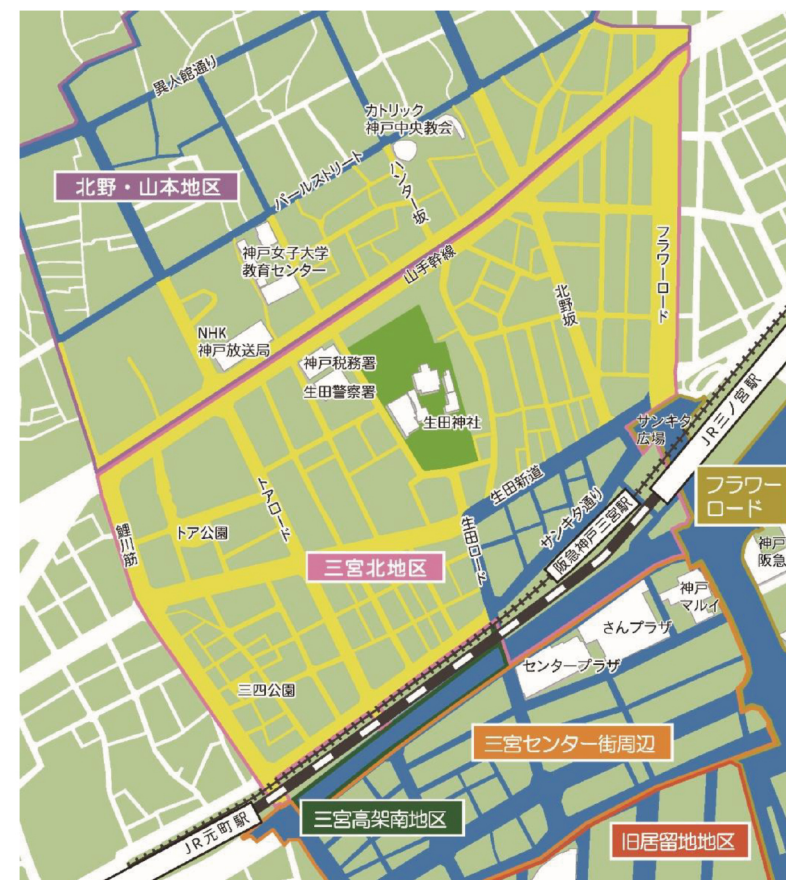 異人館通り
カトリック
神戸中央教会
北野・山本地区
パールストリート
ハンター坂
神戸女子大学
教育センター
山手幹線
フラワーロード
北野坂
NHK
神戸放送局
神戸税務署
生田警察署
生田神社
サンキタ
広場
JR三ノ宮駅
生田新道
フラワー
ロード
サンキタ通り
阪急神戸三宮駅
トアロード
生田ロード
鯉川筋
トア公園
三宮北地区
神戸
阪急
神戸
マルイ
さんプラザ
センタープラザ
三四公園
三宮センター街周辺
三宮高架南地区
旧居留地地区
JR元町駅